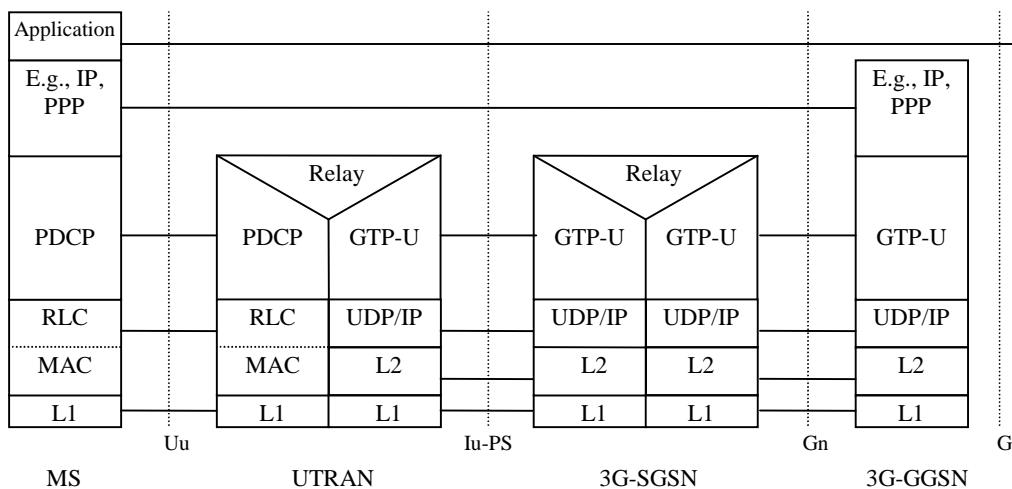 Application
E.g., IP,
PPP
E.g., IP,
PPP
Relay
Relay
PDCP
PDCP
GTP-U
GTP-U
GTP-U
GTP-U
RLC
RLC
UDP/IP
UDP/IP
UDP/IP
UDP/IP
MAC
MAC
L2
L2
L2
L2
L1
L1
L1
L1
L1
L1
Uu
Iu-PS
Gn
G
MS
UTRAN
3G-SGSN
3G-GGSN